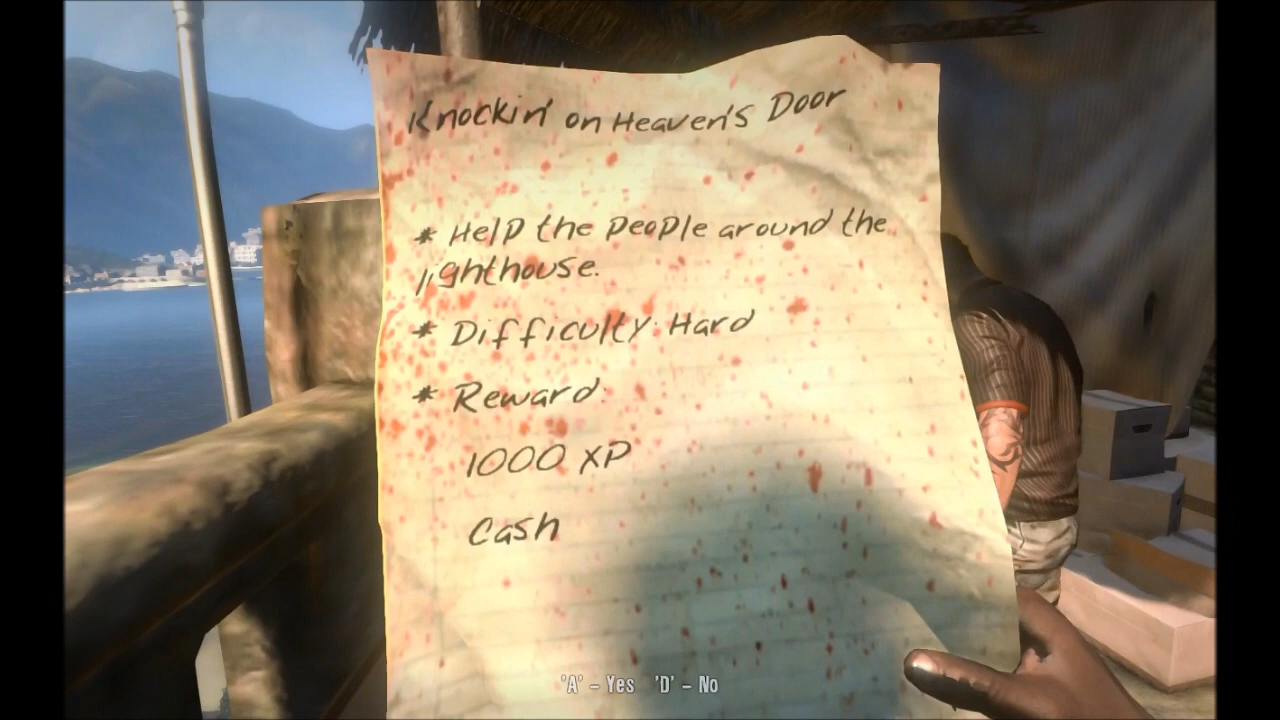 Knockin' on Heaven's Door
* Help the people around the
lighthouse.
* Difficulty: Hard
* Reward:
1000 XP
Cash
'A' – Yes 'D' – No